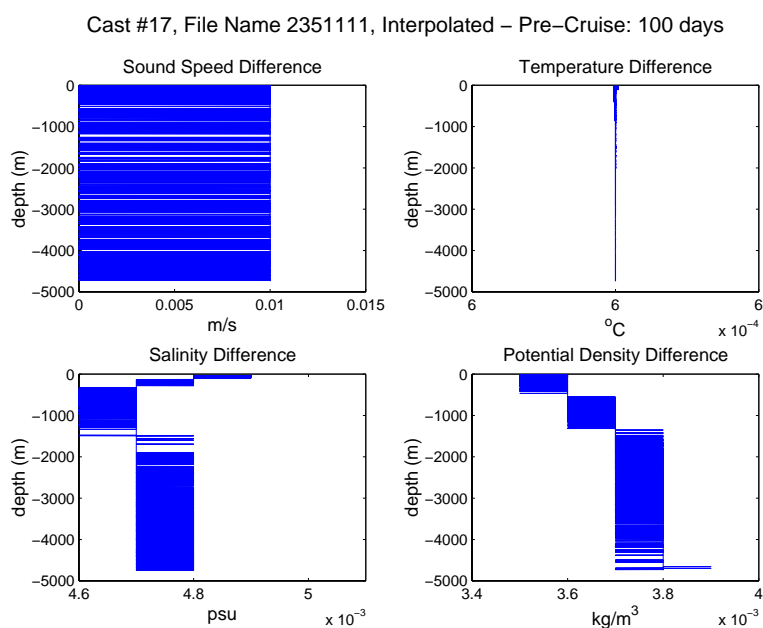 Cast #17, File Name 2351111, Interpolated − Pre−Cruise: 100 days
Sound Speed Difference
0
−1000
−2000
−3000
−4000
−5000
depth (m)
0 0.005 0.01 0.015
m/s
Temperature Difference
0
−1000
−2000
−3000
−4000
−5000
depth (m)
6 6 6
°C
x 10⁻⁴
Salinity Difference
0
−1000
−2000
−3000
−4000
−5000
depth (m)
4.6 4.8 5
psu
x 10⁻³
Potential Density Difference
0
−1000
−2000
−3000
−4000
−5000
depth (m)
3.4 3.6 3.8 4
kg/m³
x 10⁻³